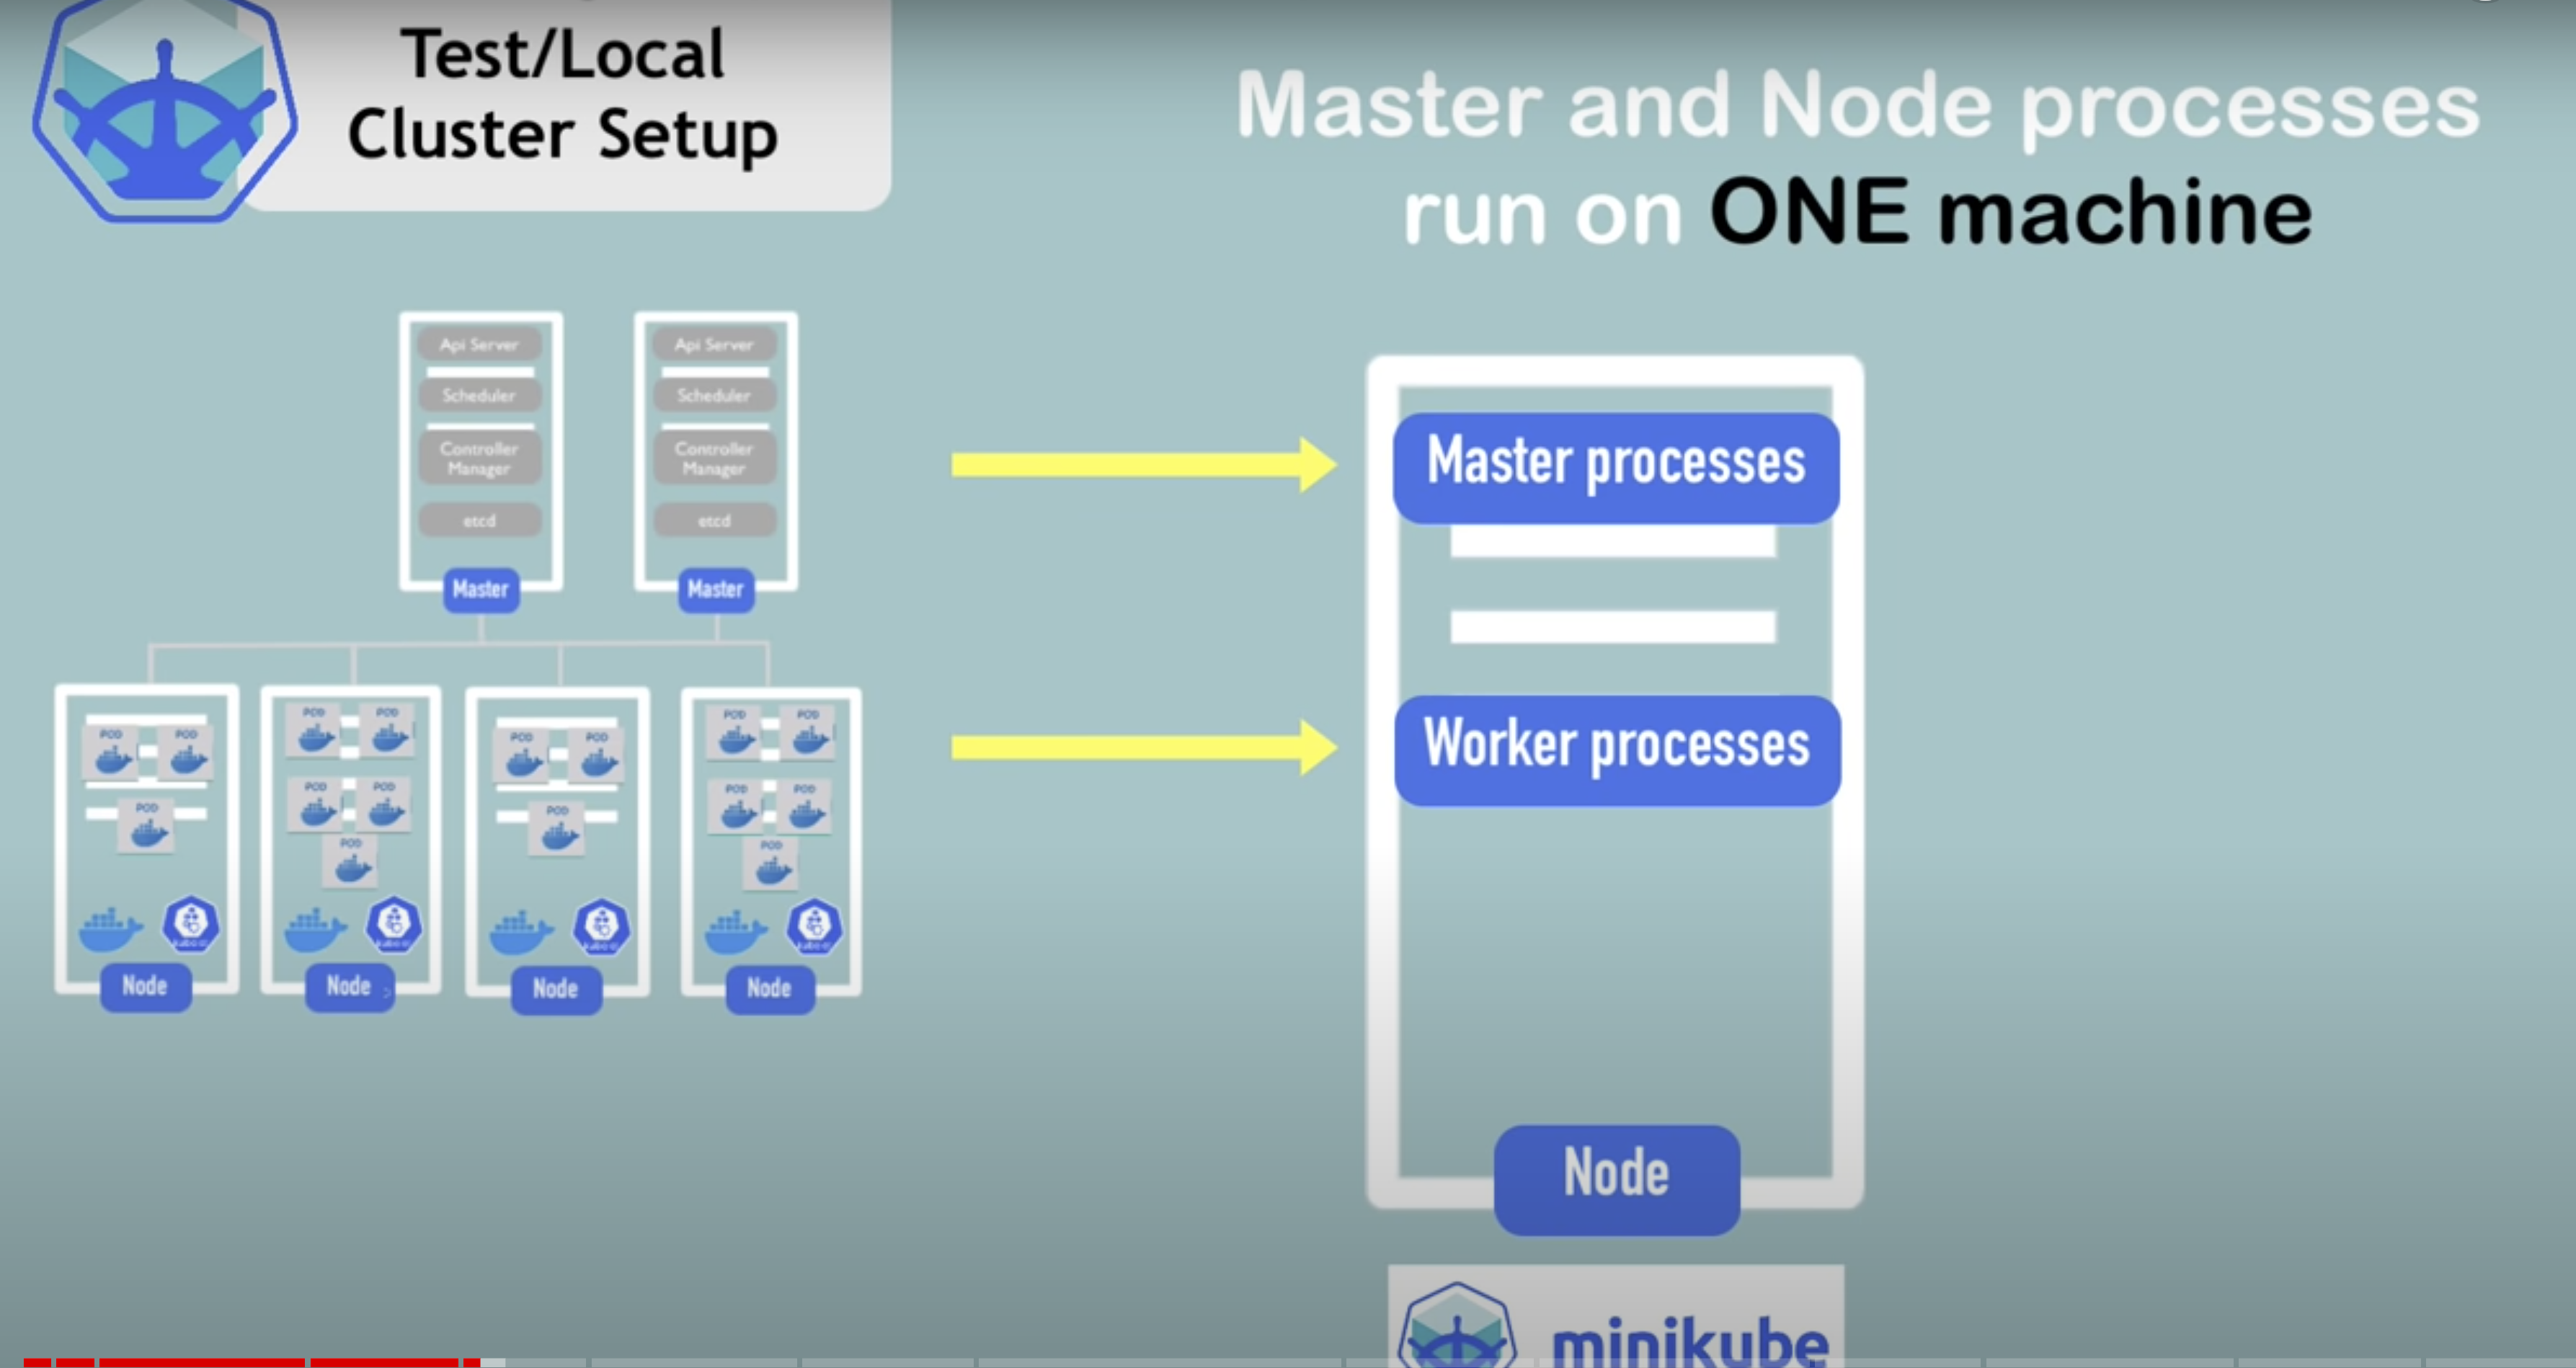 Test/Local
Cluster Setup
Master and Node processes
run on ONE machine
Api Server
Scheduler
Controller
Manager
etcd
Master
Api Server
Scheduler
Controller
Manager
etcd
Master
POD POD
POD
Node
POD POD
POD POD
POD
Node
POD POD
POD
Node
POD POD
POD POD
POD
Node
Master processes
Worker processes
Node
minikube